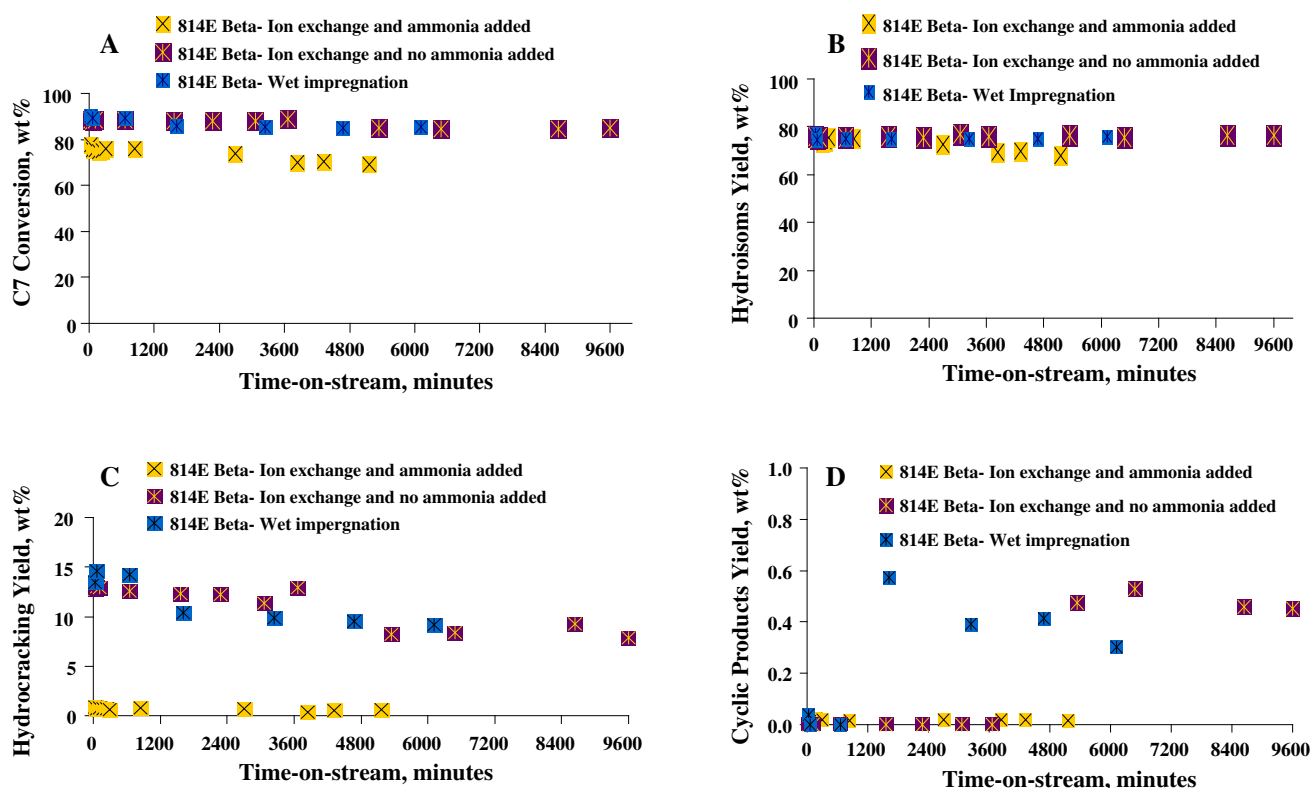 A
814E Beta- Ion exchange and ammonia added
814E Beta- Ion exchange and no ammonia added
814E Beta- Wet impregnation
C7 Conversion, wt%
100
80
60
40
20
0
0 1200 2400 3600 4800 6000 7200 8400 9600
Time-on-stream, minutes
B
814E Beta- Ion exchange and ammonia added
814E Beta- Ion exchange and no ammonia added
814E Beta- Wet Impregnation
Hydroisoms Yield, wt%
100
80
60
40
20
0
0 1200 2400 3600 4800 6000 7200 8400 9600
Time-on-stream, minutes
C
814E Beta- Ion exchange and ammonia added
814E Beta- Ion exchange and no ammonia added
814E Beta- Wet impergnation
Hydrocracking Yield, wt%
20
15
10
5
0
0 1200 2400 3600 4800 6000 7200 8400 9600
Time-on-stream, minutes
D
814E Beta- Ion exchange and ammonia added
814E Beta- Ion exchange and no ammonia added
814E Beta- Wet impregnation
Cyclic Products Yield, wt%
1.0
0.8
0.6
0.4
0.2
0.0
0 1200 2400 3600 4800 6000 7200 8400 9600
Time-on-stream, minutes